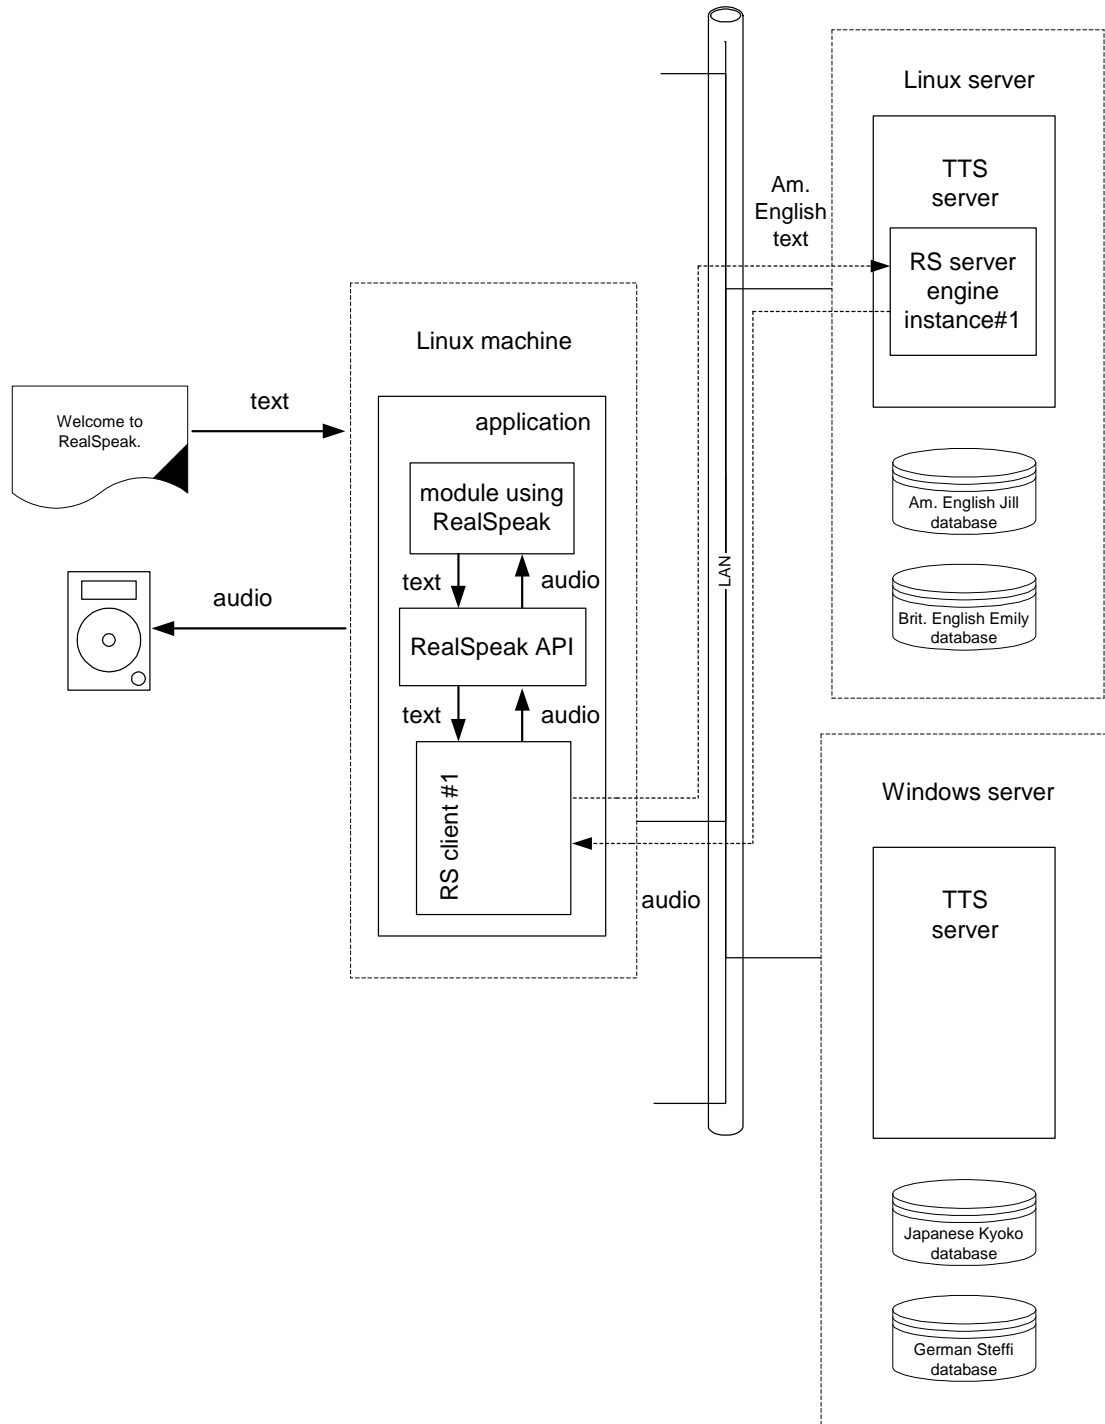 Linux server
TTS
server
Am.
English
text
RS server
engine
instance#1
Linux machine
text
Welcome to
RealSpeak.
application
module using
RealSpeak
Am. English Jill
database
LAN
text
audio
audio
Brit. English Emily
database
RealSpeak API
text
audio
RS client #1
Windows server
TTS
server
audio
Japanese Kyoko
database
German Steffi
database